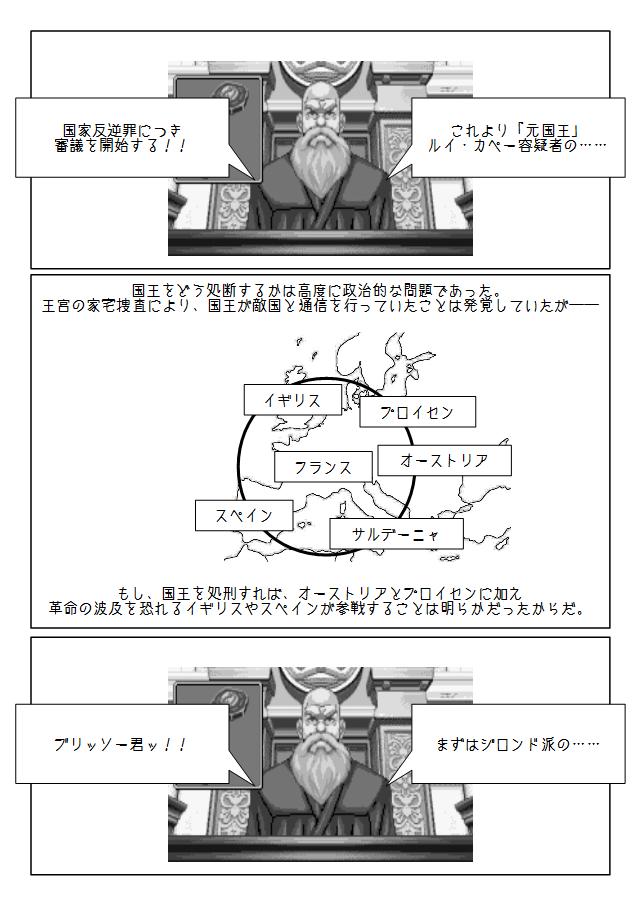 これより『元国王』
ルイ・カペー容疑者の……
国家反逆罪につき
審議を開始する！！
国王をどう処断するかは高度に政治的な問題であった。
王宮の家宅捜査により、国王が敵国と通信を行っていたことは発覚していたが――
イギリス
プロイセン
フランス
オーストリア
スペイン
サルデーニャ
もし、国王を処刑すれば、オーストリアとプロイセンに加え
革命の波及を恐れるイギリスやスペインが参戦することは明らかだったからだ。
まずはジロンド派の……
ブリッソー君ッ！！